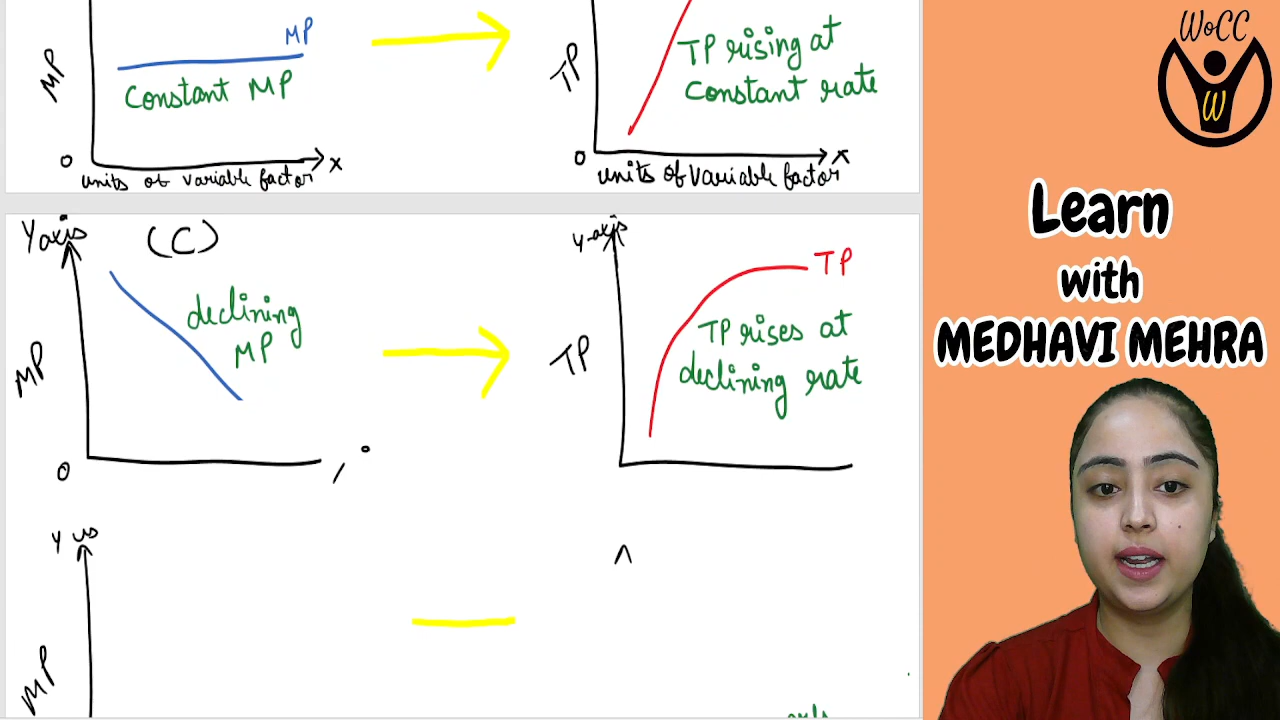 MP
MP
Constant MP
0
X
units of variable factor
TP
TP rising at
Constant rate
0
X
units of variable factor
Y axis
(C)
declining
MP
MP
0
Y-axis
TP
TP rises at
declining rate
TP
Y
MP
WoCC
W
Learn
with
MEDHAVI MEHRA